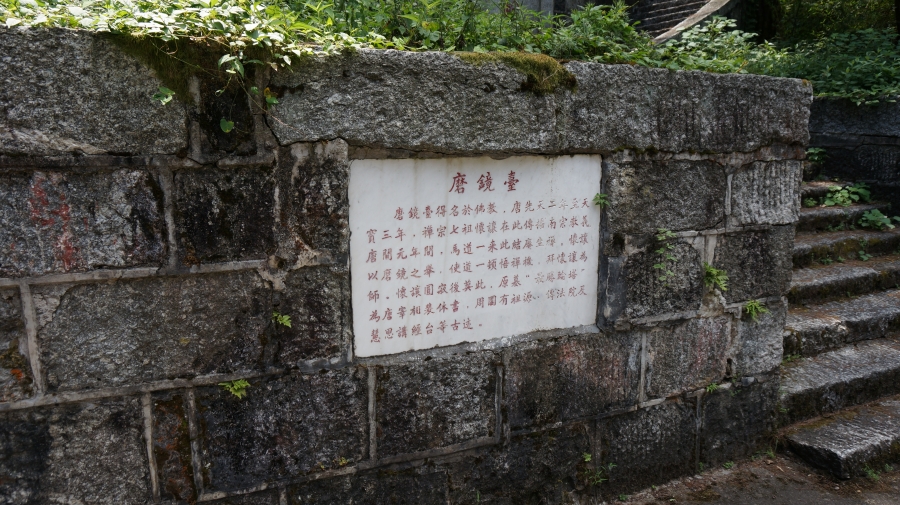 磨鏡臺
磨鏡臺得名於佛教，唐先天二年至天
寶三年，禪宗七祖懷讓在此傳揚南宗教義
唐開元年間，馬道一來此結庵坐禪，懷讓
以磨鏡之舉，使道一頓悟禪機，拜懷讓為
師。懷讓圓寂後葬此，原墓“最勝輪塔”
為唐宰相裴休書，周圍有祖源、傳法院及
慧思講經台等古迹。